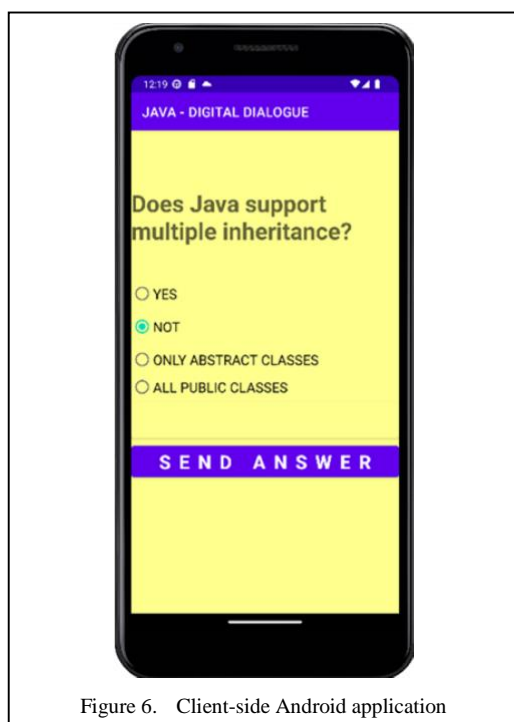 12:19
JAVA - DIGITAL DIALOGUE
Does Java support
multiple inheritance?
YES
NOT
ONLY ABSTRACT CLASSES
ALL PUBLIC CLASSES
SEND ANSWER
Figure 6. Client-side Android application